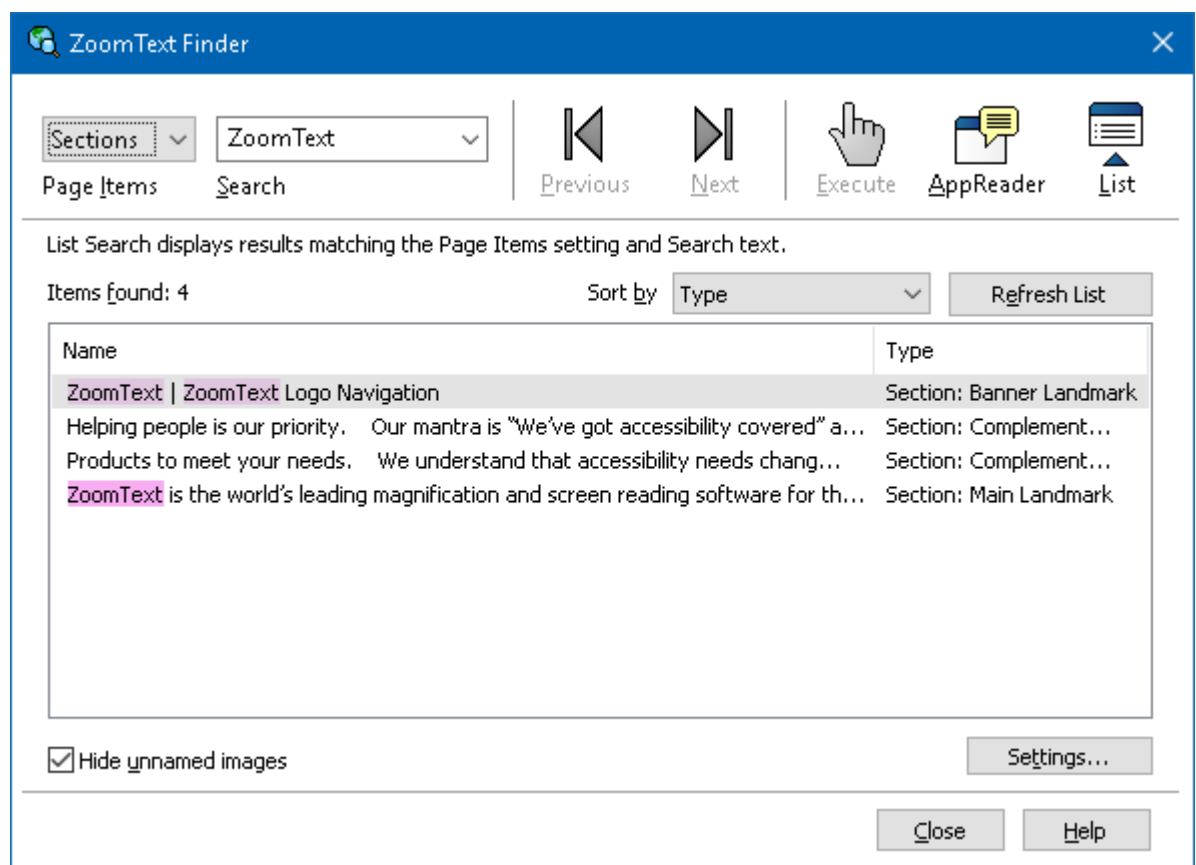 ZoomText Finder
Sections ZoomText
Page Items Search Previous Next Execute AppReader List
List Search displays results matching the Page Items setting and Search text.
Items found: 4 Sort by Type Refresh List
Name Type
ZoomText | ZoomText Logo Navigation Section: Banner Landmark
Helping people is our priority. Our mantra is “We’ve got accessibility covered” a... Section: Complement...
Products to meet your needs. We understand that accessibility needs chang... Section: Complement...
ZoomText is the world’s leading magnification and screen reading software for th... Section: Main Landmark
Hide unnamed images Settings...
Close Help